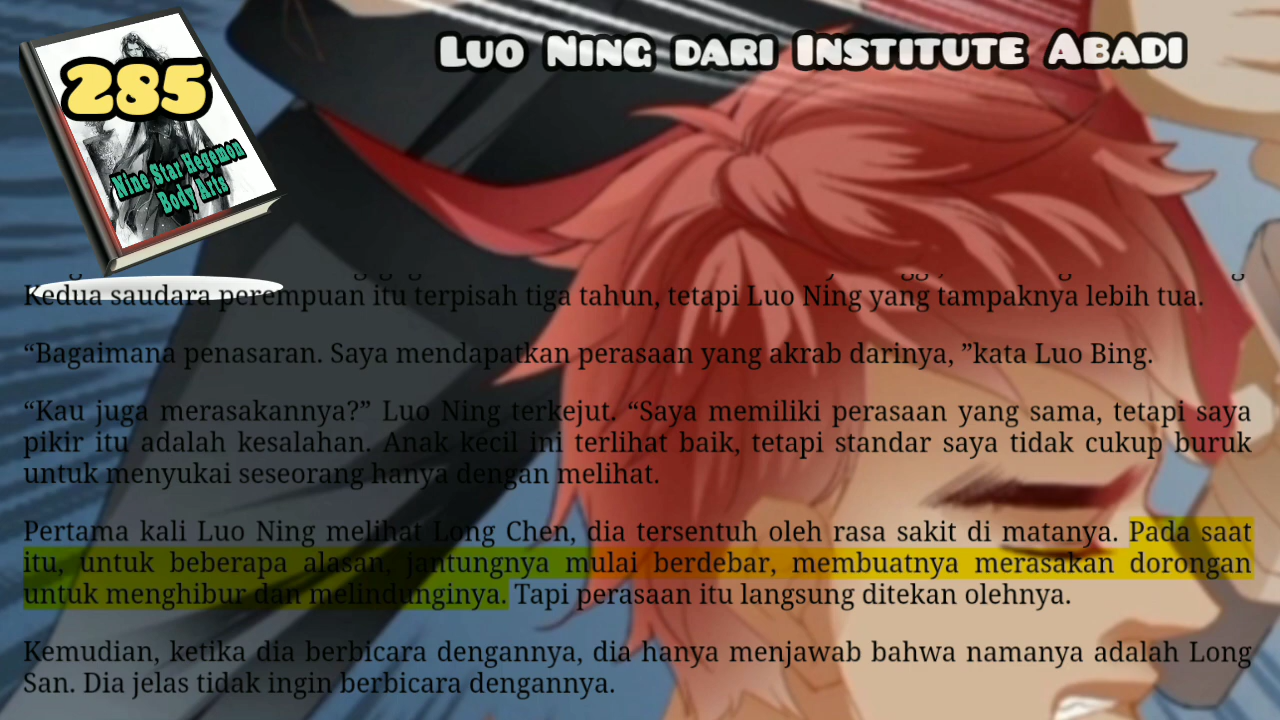 Luo Ning dari Institute Abadi
285
Nine Star Hegemon
Body Arts
Kedua saudara perempuan itu terpisah tiga tahun, tetapi Luo Ning yang tampaknya lebih tua.
“Bagaimana penasaran. Saya mendapatkan perasaan yang akrab darinya, ”kata Luo Bing.
“Kau juga merasakannya?” Luo Ning terkejut. “Saya memiliki perasaan yang sama, tetapi saya
pikir itu adalah kesalahan. Anak kecil ini terlihat baik, tetapi standar saya tidak cukup buruk
untuk menyukai seseorang hanya dengan melihat.
Pertama kali Luo Ning melihat Long Chen, dia tersentuh oleh rasa sakit di matanya. Pada saat
itu, untuk beberapa alasan, jantungnya mulai berdebar, membuatnya merasakan dorongan
untuk menghibur dan melindunginya. Tapi perasaan itu langsung ditekan olehnya.
Kemudian, ketika dia berbicara dengannya, dia hanya menjawab bahwa namanya adalah Long
San. Dia jelas tidak ingin berbicara dengannya.